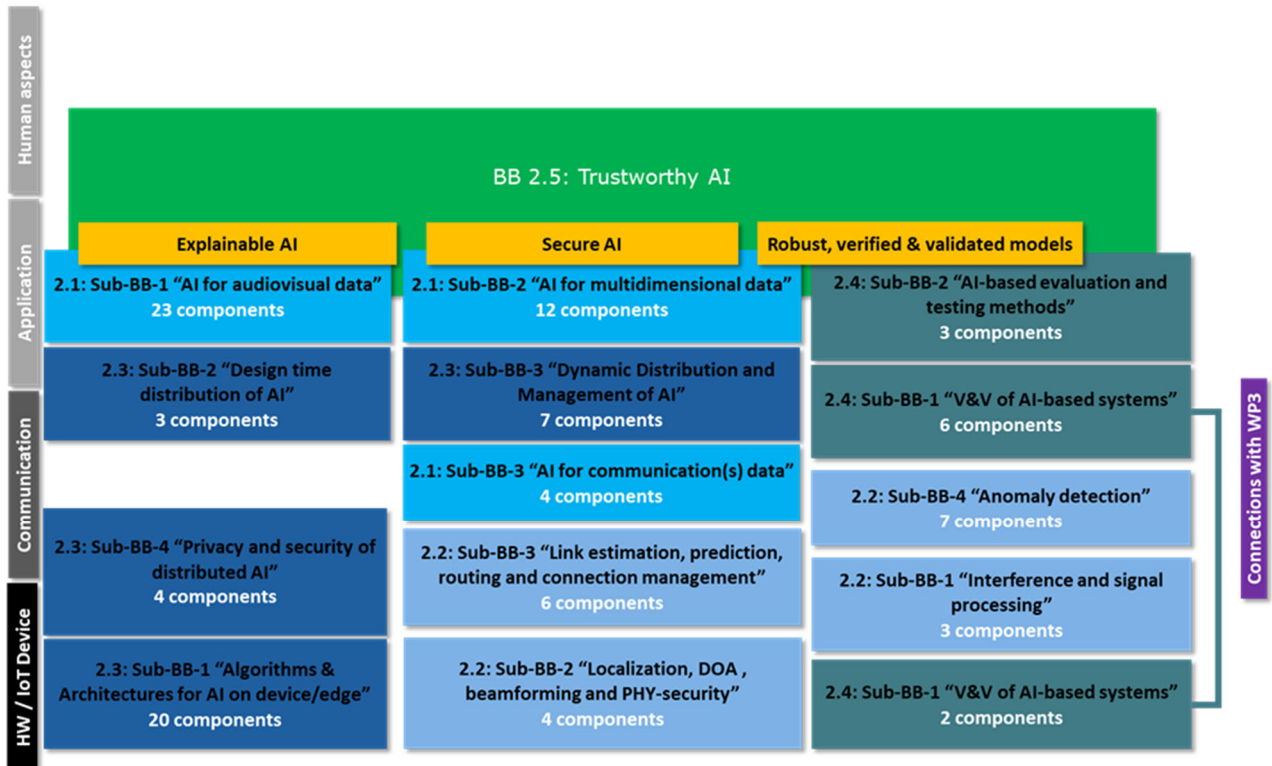 Human aspects
Application
Communication
HW / IoT Device
BB 2.5: Trustworthy AI
Explainable AI
Secure AI
Robust, verified & validated models
2.1: Sub-BB-1 “AI for audiovisual data”
23 components
2.3: Sub-BB-2 “Design time
distribution of AI”
3 components
2.3: Sub-BB-4 “Privacy and security of
distributed AI”
4 components
2.3: Sub-BB-1 “Algorithms &
Architectures for AI on device/edge”
20 components
2.1: Sub-BB-2 “AI for multidimensional data”
12 components
2.3: Sub-BB-3 “Dynamic Distribution and
Management of AI”
7 components
2.1: Sub-BB-3 “AI for communication(s) data”
4 components
2.2: Sub-BB-3 “Link estimation, prediction,
routing and connection management”
6 components
2.2: Sub-BB-2 “Localization, DOA ,
beamforming and PHY-security”
4 components
2.4: Sub-BB-2 “AI-based evaluation and
testing methods”
3 components
2.4: Sub-BB-1 “V&V of AI-based systems”
6 components
2.2: Sub-BB-4 “Anomaly detection”
7 components
2.2: Sub-BB-1 “Interference and signal
processing”
3 components
2.4: Sub-BB-1 “V&V of AI-based systems”
2 components
Connections with WP3